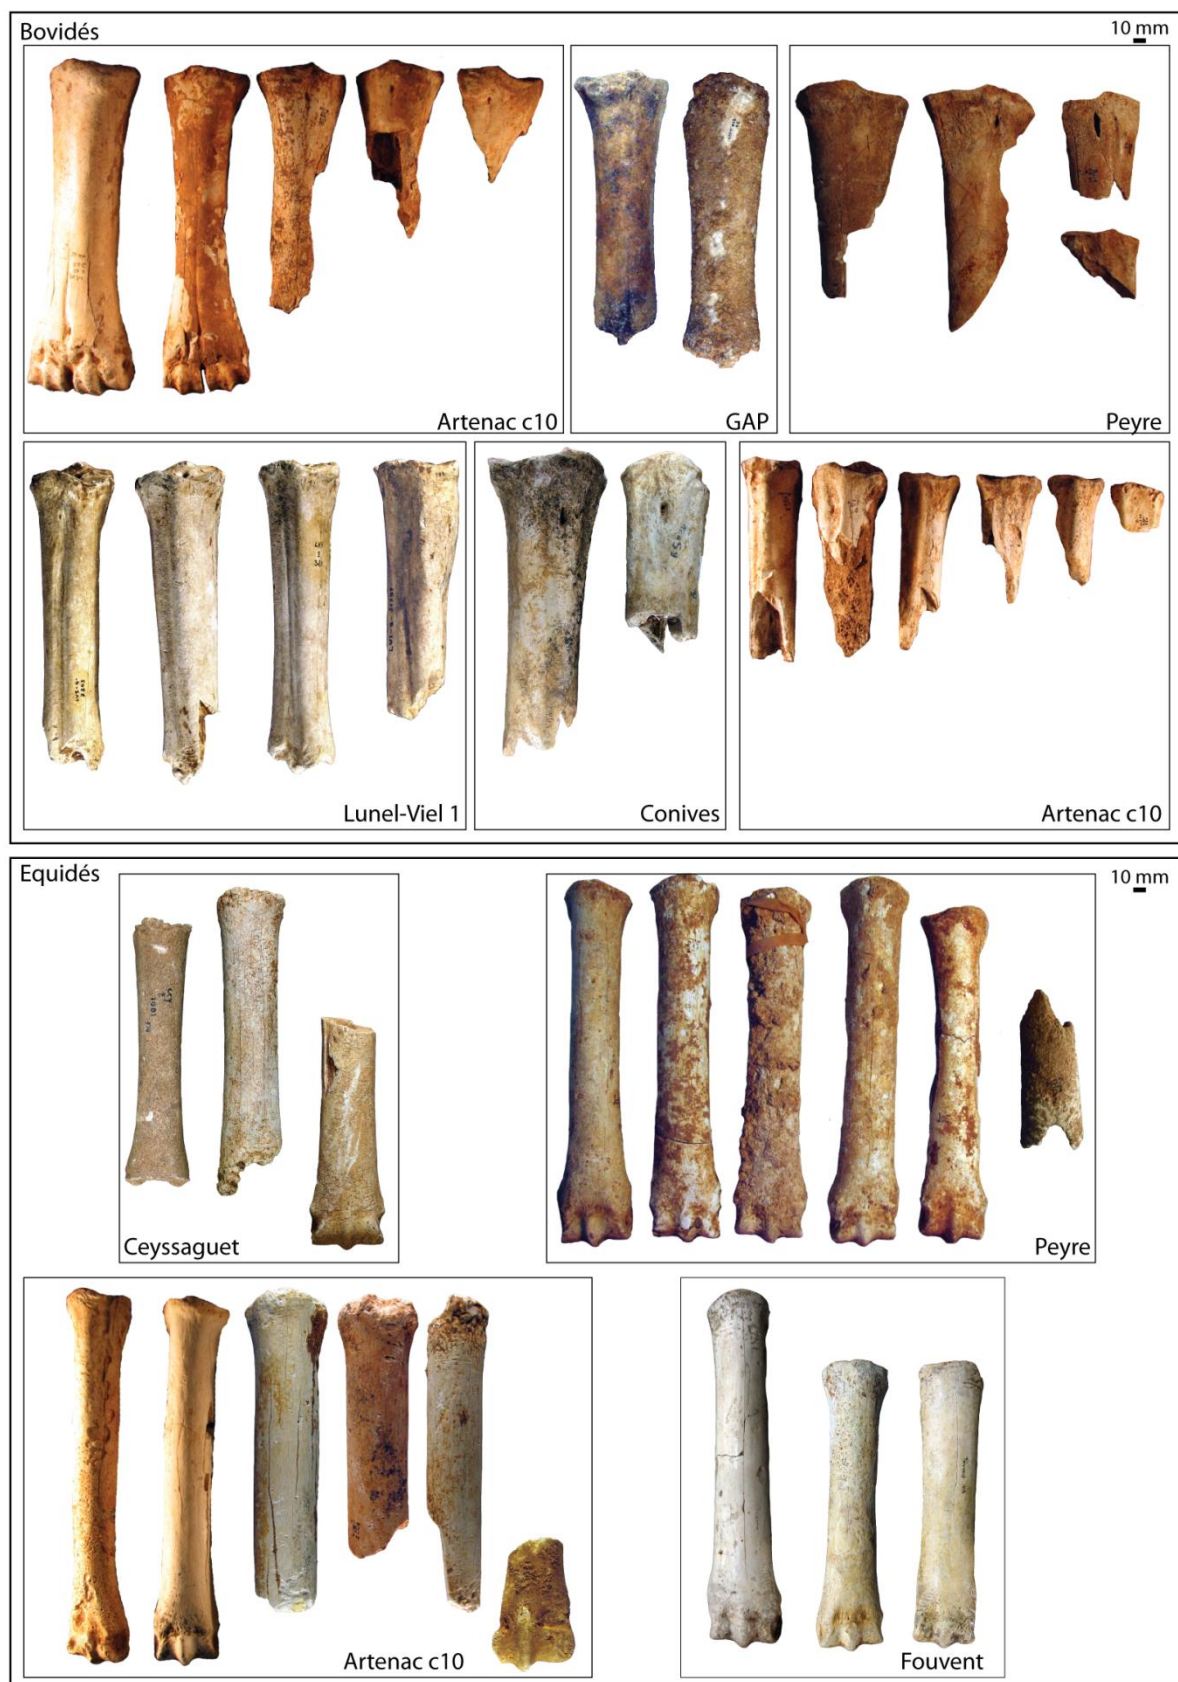 Bovidés
10 mm
Artenac c10
GAP
Peyre
Lunel-Viel 1
Conives
Artenac c10
Equidés
10 mm
Ceyssaguet
Peyre
Artenac c10
Fouvent